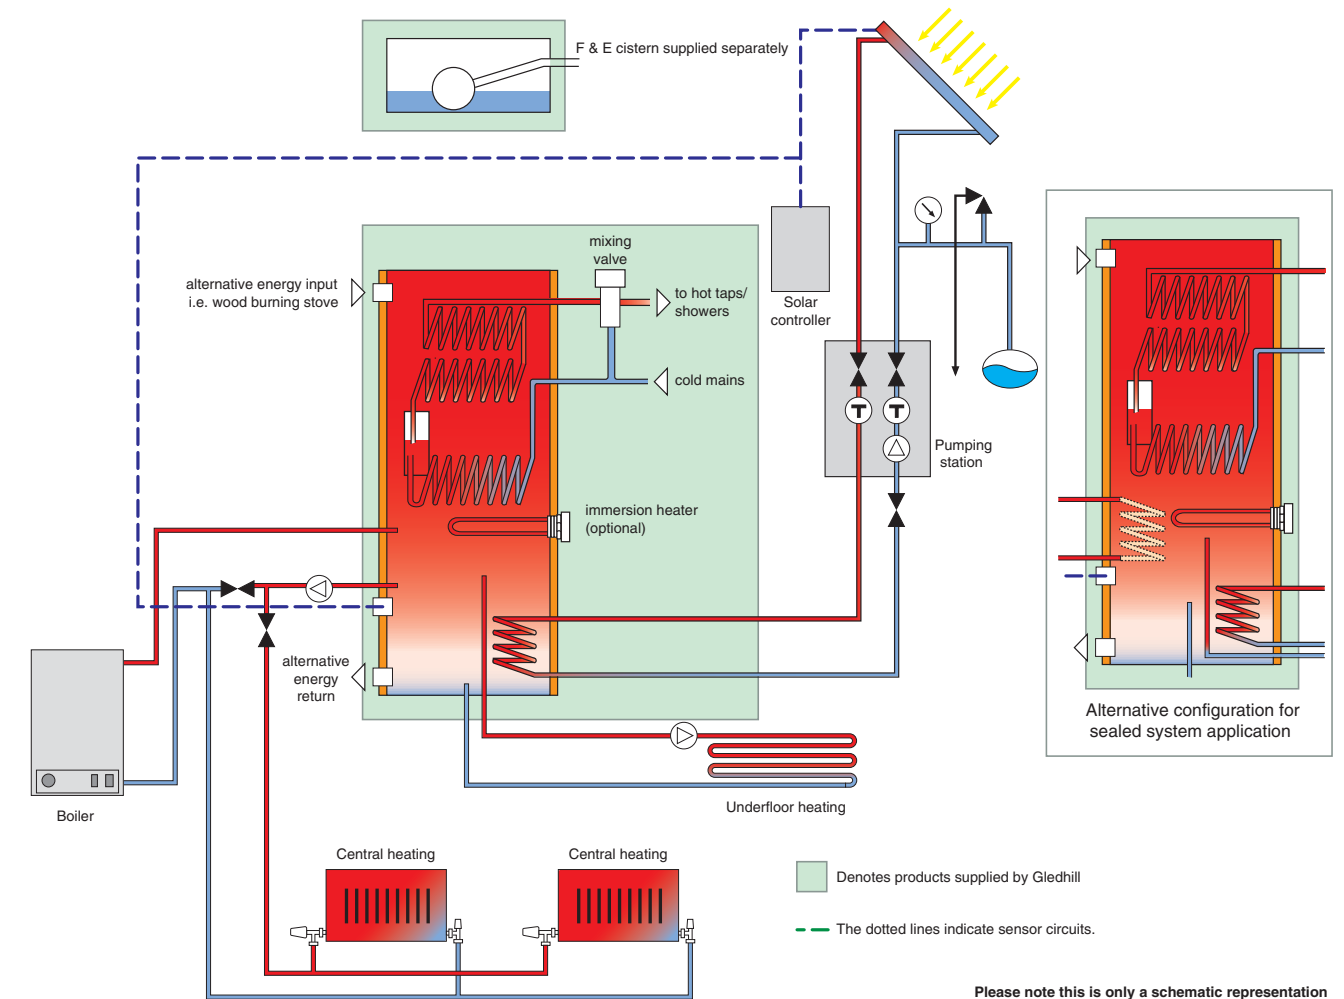 F & E cistern supplied separately
mixing
valve
alternative energy input
i.e. wood burning stove
to hot taps/
showers
Solar
controller
cold mains
Pumping
station
immersion heater
(optional)
alternative
energy
return
Alternative configuration for
sealed system application
Boiler
Underfloor heating
Central heating
Central heating
Denotes products supplied by Gledhill
The dotted lines indicate sensor circuits.
Please note this is only a schematic representation